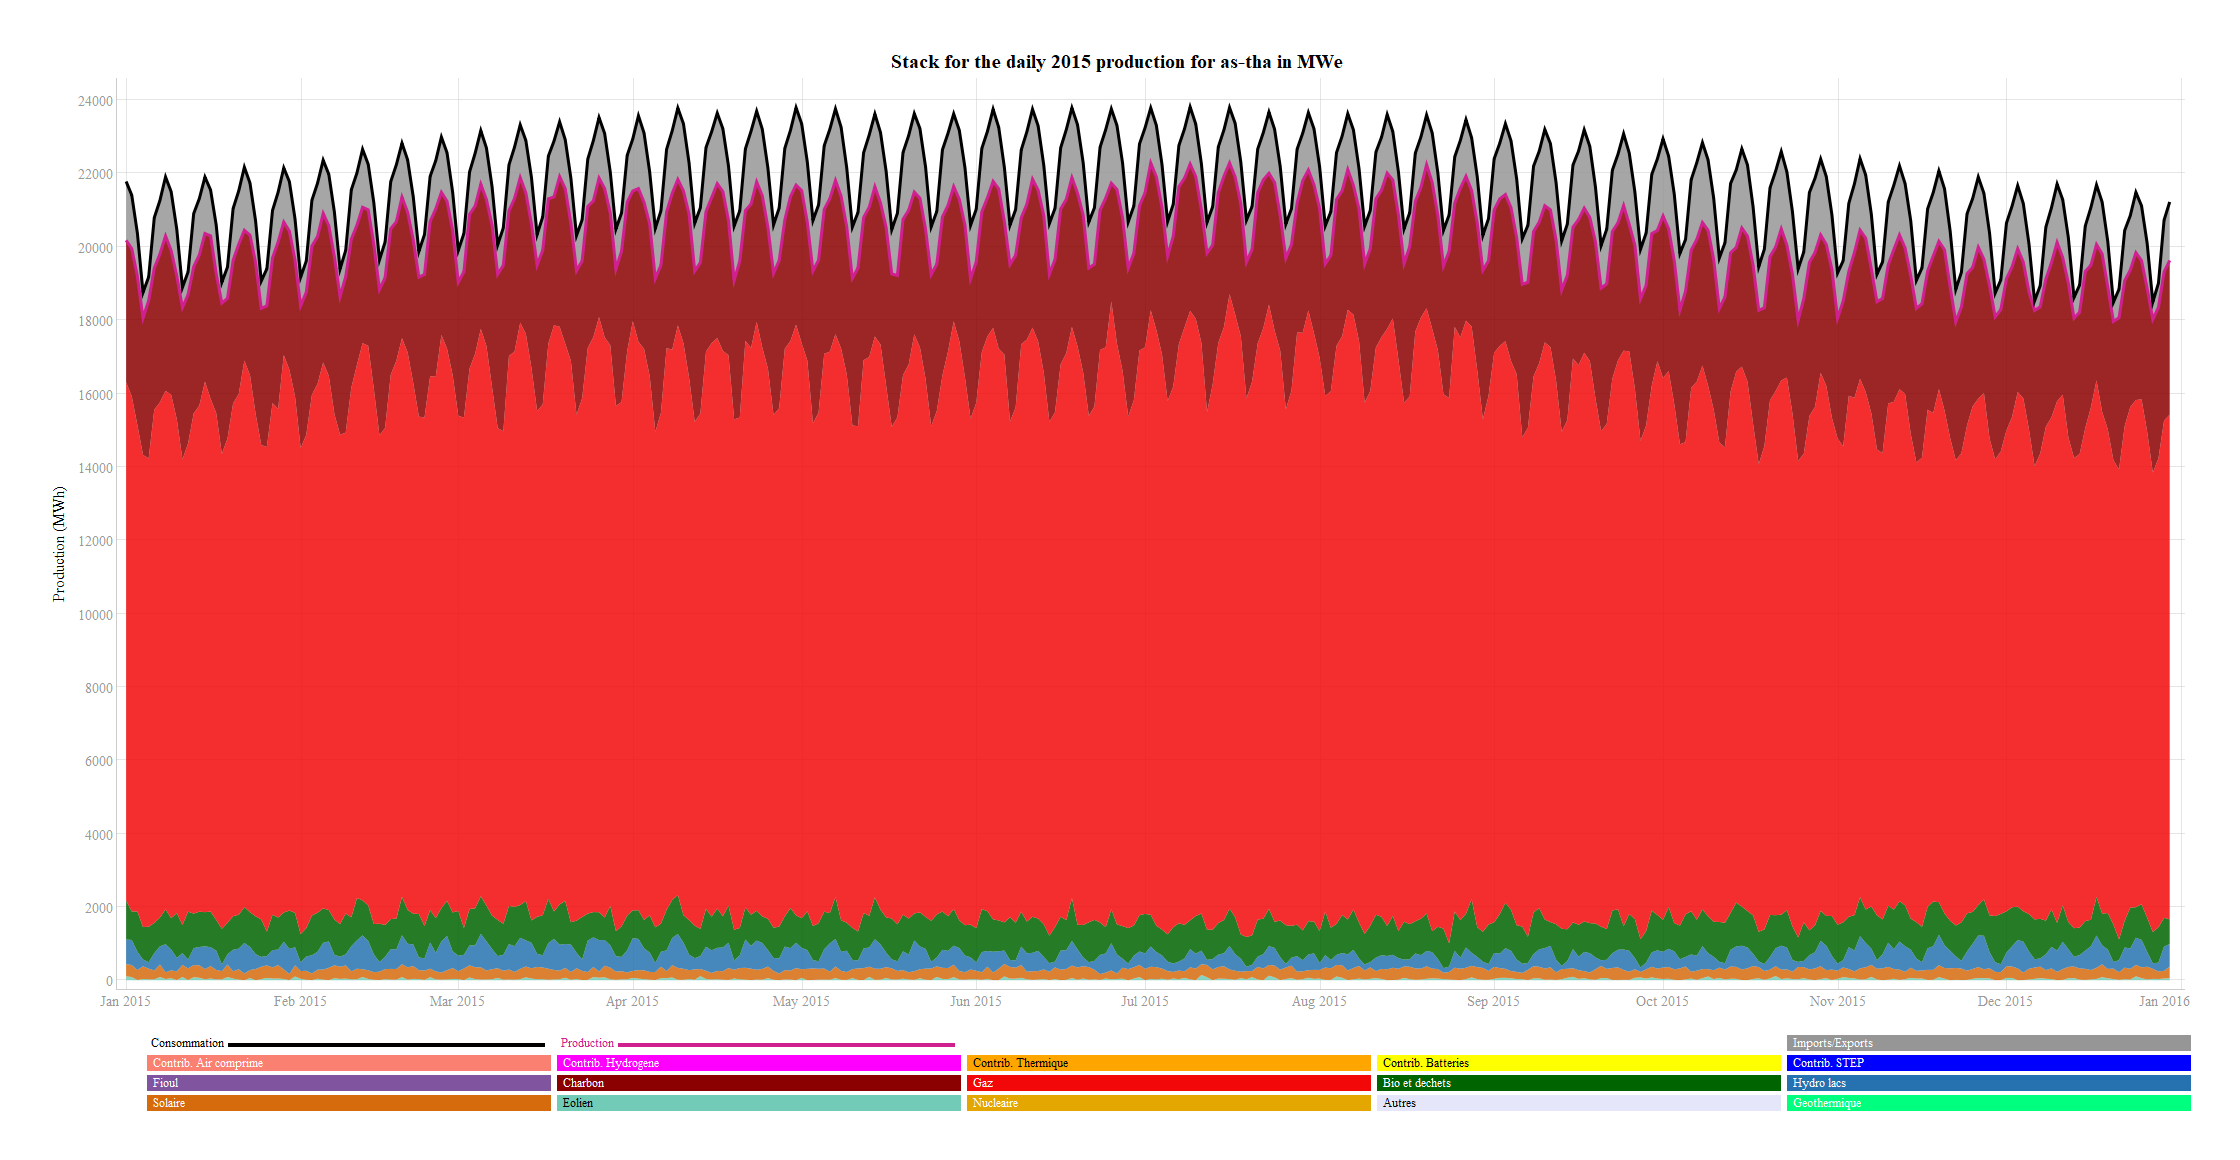 Stack for the daily 2015 production for as-tha in MWe
Production (MWh)
24000
22000
20000
18000
16000
14000
12000
10000
8000
6000
4000
2000
0
Jan 2015 Feb 2015 Mar 2015 Apr 2015 May 2015 Jun 2015 Jul 2015 Aug 2015 Sep 2015 Oct 2015 Nov 2015 Dec 2015 Jan 2016
Consommation Production Imports/Exports
Contrib. Air comprime Contrib. Hydrogene Contrib. Thermique Contrib. Batteries Contrib. STEP
Fioul Charbon Gaz Bio et dechets Hydro lacs
Solaire Eolien Nucleaire Autres Geothermique